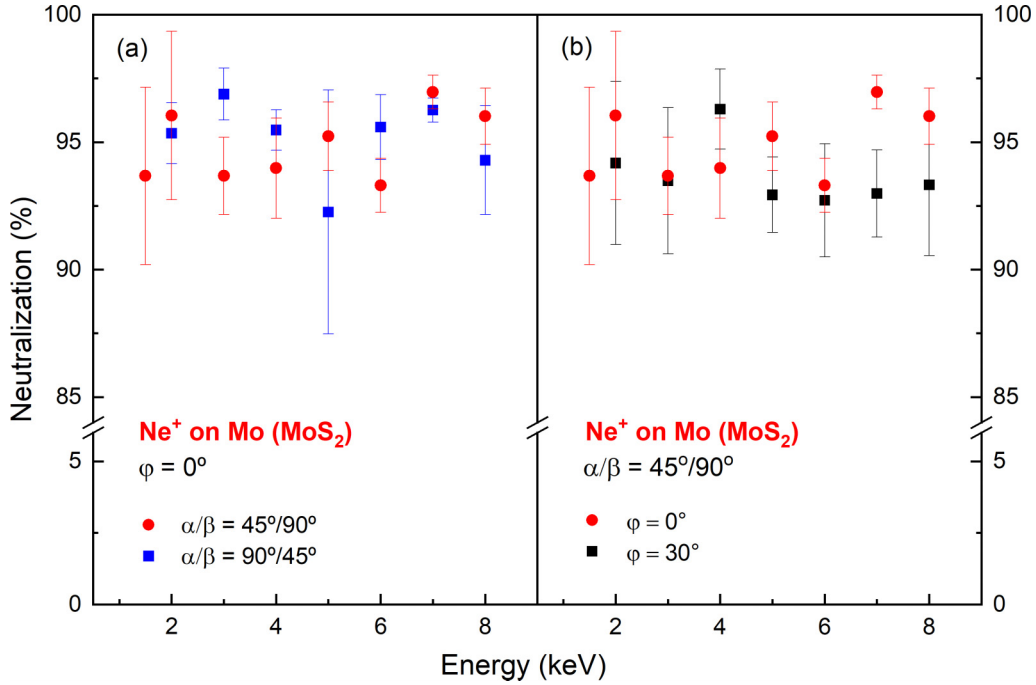 100
95
90
85
5
0
Neutralization (%)
(a)
Ne⁺ on Mo (MoS₂)
φ = 0º
α/β = 45º/90º
α/β = 90º/45º
2 4 6 8
(b)
Ne⁺ on Mo (MoS₂)
α/β = 45º/90º
φ = 0°
φ = 30°
2 4 6 8
100
95
90
85
5
0
Energy (keV)